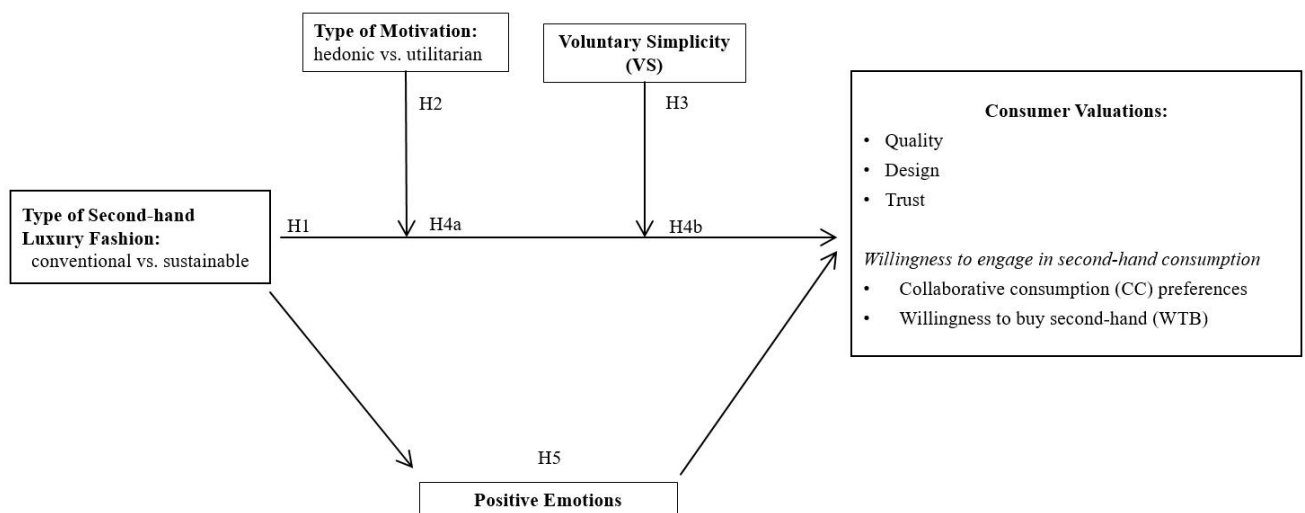 Type of Motivation:
hedonic vs. utilitarian
Voluntary Simplicity
(VS)
H2
H3
Consumer Valuations:
• Quality
• Design
• Trust
Willingness to engage in second-hand consumption
• Collaborative consumption (CC) preferences
• Willingness to buy second-hand (WTB)
Type of Second-hand
Luxury Fashion:
conventional vs. sustainable
H1
H4a
H4b
H5
Positive Emotions